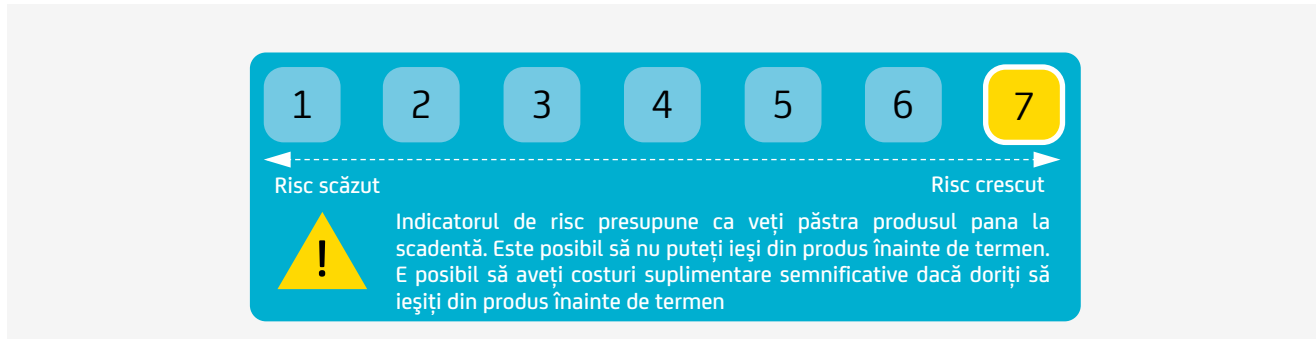 1 2 3 4 5 6 7
Risc scăzut Risc crescut
Indicatorul de risc presupune ca veți păstra produsul pana la
scadentă. Este posibil să nu puteți ieşi din produs înainte de termen.
E posibil să aveți costuri suplimentare semnificative dacă doriți să
ieşiți din produs înainte de termen
!